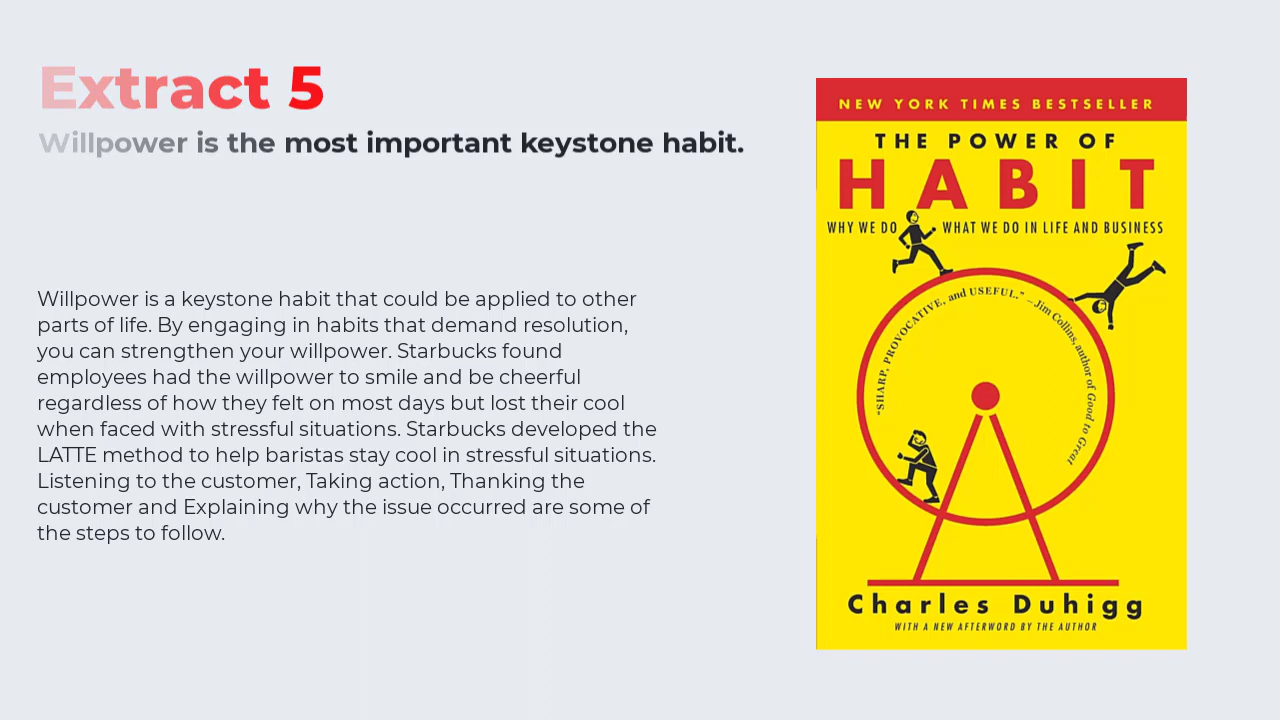 Extract 5
Willpower is the most important keystone habit.
Willpower is a keystone habit that could be applied to other
parts of life. By engaging in habits that demand resolution,
you can strengthen your willpower. Starbucks found
employees had the willpower to smile and be cheerful
regardless of how they felt on most days but lost their cool
when faced with stressful situations. Starbucks developed the
LATTE method to help baristas stay cool in stressful situations.
Listening to the customer, Taking action, Thanking the
customer and Explaining why the issue occurred are some of
the steps to follow.
NEW YORK TIMES BESTSELLER
THE POWER OF
HABIT
WHY WE DO WHAT WE DO IN LIFE AND BUSINESS
"SHARP, PROVOCATIVE, and USEFUL." –Jim Collins, author of Good to Great
Charles Duhigg
WITH A NEW AFTERWORD BY THE AUTHOR